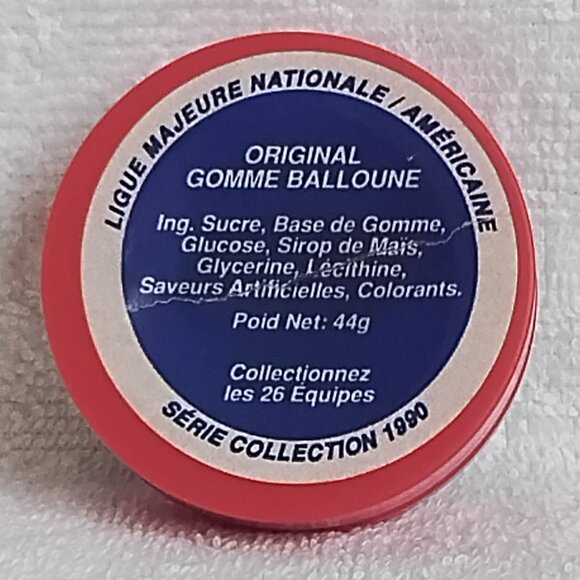 LIGUE MAJEURE NATIONALE / AMÉRICAINE
ORIGINAL
GOMME BALLOUNE
Ing. Sucre, Base de Gomme,
Glucose, Sirop de Maïs,
Glycerine, Lécithine,
Saveurs Artificielles, Colorants.
Poid Net: 44g
Collectionnez
les 26 Équipes
SÉRIE COLLECTION 1990